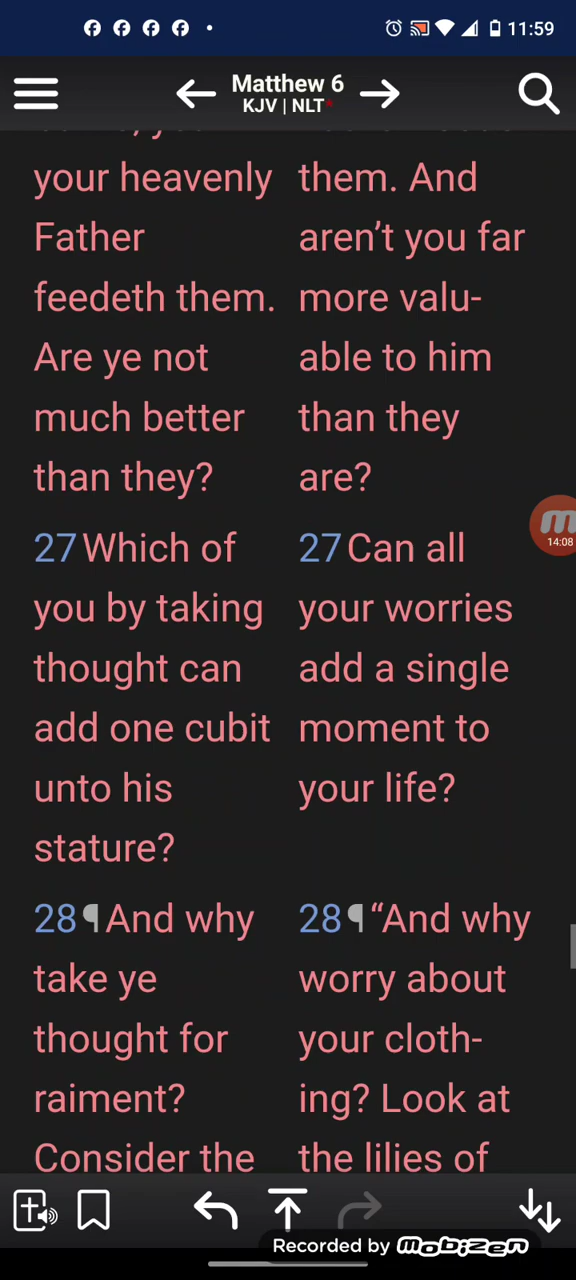 11:59
Matthew 6
KJV | NLT*
your heavenly
Father
feedeth them.
Are ye not
much better
than they?
27 Which of
you by taking
thought can
add one cubit
unto his
stature?
28 ¶ And why
take ye
thought for
raiment?
Consider the
them. And
aren’t you far
more valu-
able to him
than they
are?
27 Can all
your worries
add a single
moment to
your life?
28 ¶ “And why
worry about
your cloth-
ing? Look at
the lilies of
14:08
Recorded by mobizen